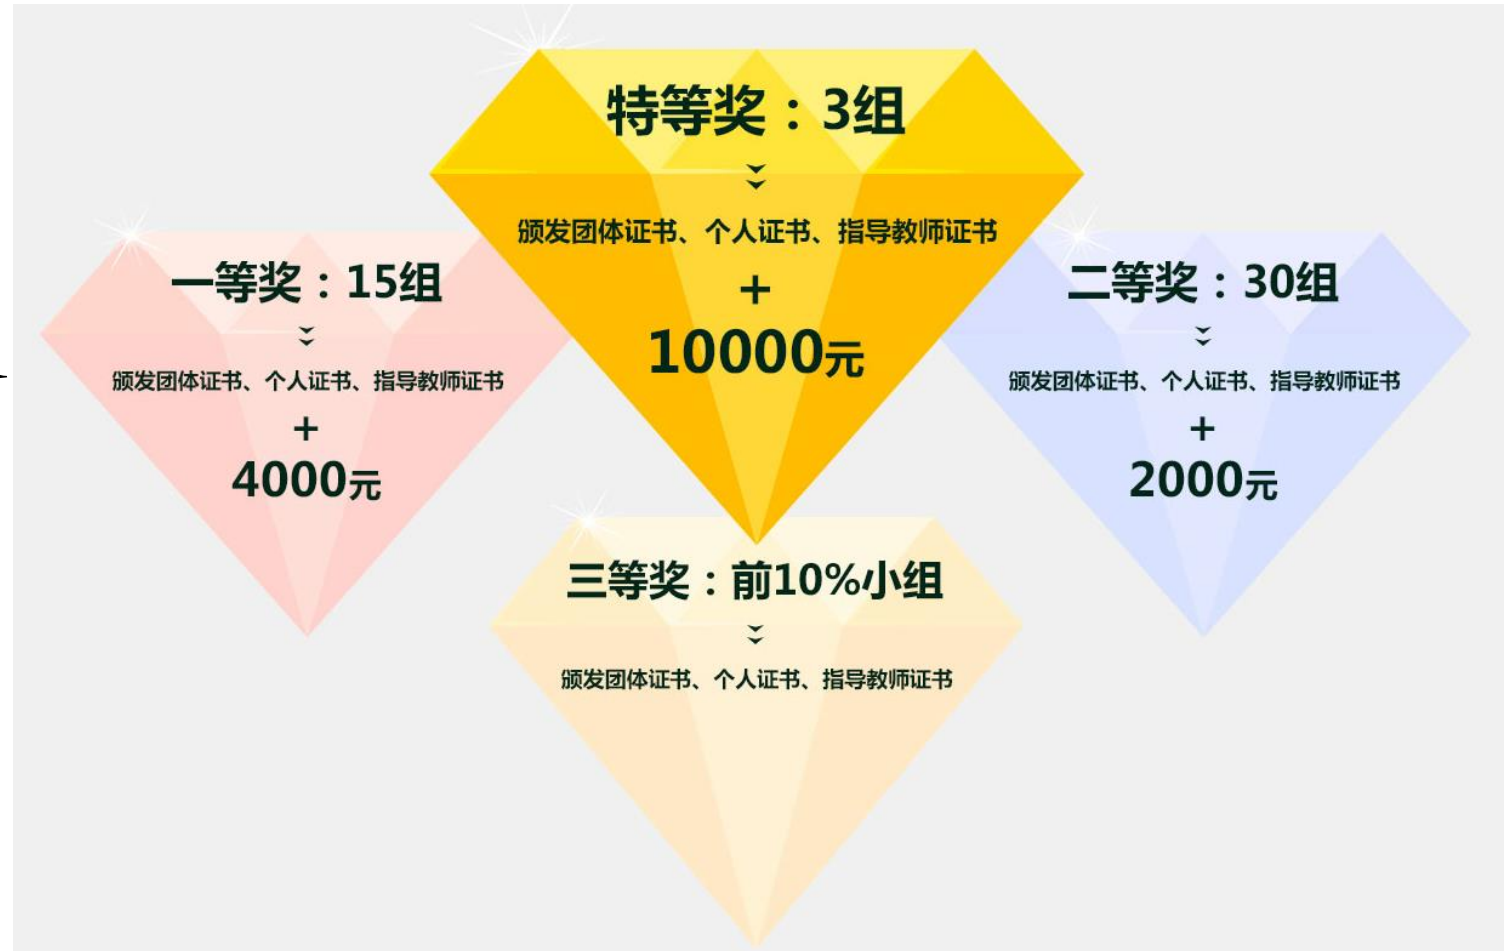 特等奖：3组
颁发团体证书、个人证书、指导教师证书
+
10000元
一等奖：15组
颁发团体证书、个人证书、指导教师证书
+
4000元
二等奖：30组
颁发团体证书、个人证书、指导教师证书
+
2000元
三等奖：前10%小组
颁发团体证书、个人证书、指导教师证书